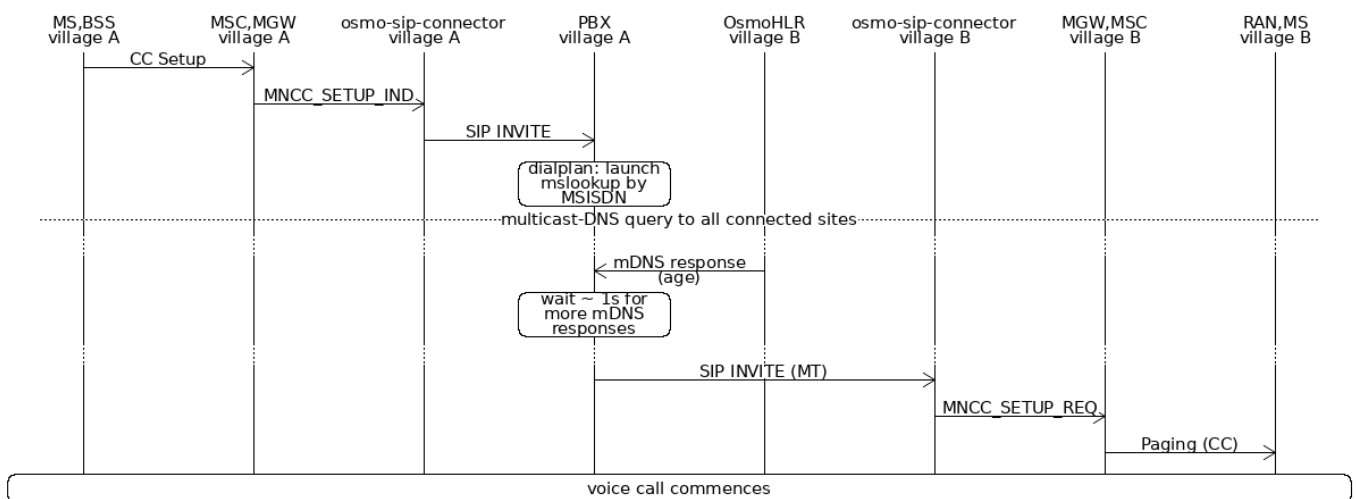 MS,BSS
village A
MSC,MGW
village A
osmo-sip-connector
village A
PBX
village A
OsmoHLR
village B
osmo-sip-connector
village B
MGW,MSC
village B
RAN,MS
village B
CC Setup
MNCC_SETUP_IND
SIP INVITE
dialplan: launch
mslookup by
MSISDN
multicast-DNS query to all connected sites
mDNS response
(age)
wait ~ 1s for
more mDNS
responses
SIP INVITE (MT)
MNCC_SETUP_REQ
Paging (CC)
voice call commences